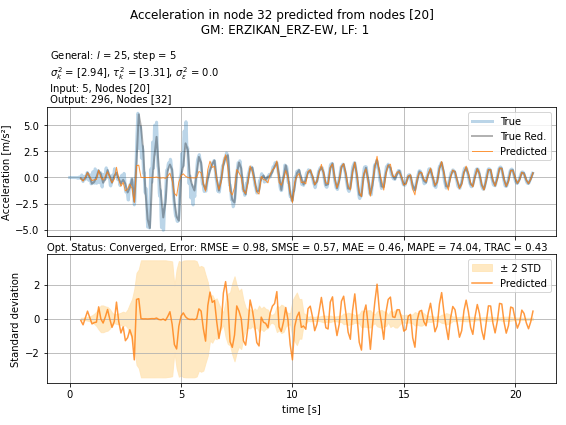 Acceleration in node 32 predicted from nodes [20]
GM: ERZIKAN_ERZ-EW, LF: 1
General: l = 25, step = 5
σ²ₖ = [2.94], τ²ₖ = [3.31], σ²ε = 0.0
Input: 5, Nodes [20]
Output: 296, Nodes [32]
Acceleration [m/s²]
5.0
2.5
0.0
−2.5
−5.0
True
True Red.
Predicted
Opt. Status: Converged, Error: RMSE = 0.98, SMSE = 0.57, MAE = 0.46, MAPE = 74.04, TRAC = 0.43
Standard deviation
2
0
−2
± 2 STD
Predicted
0 5 10 15 20
time [s]